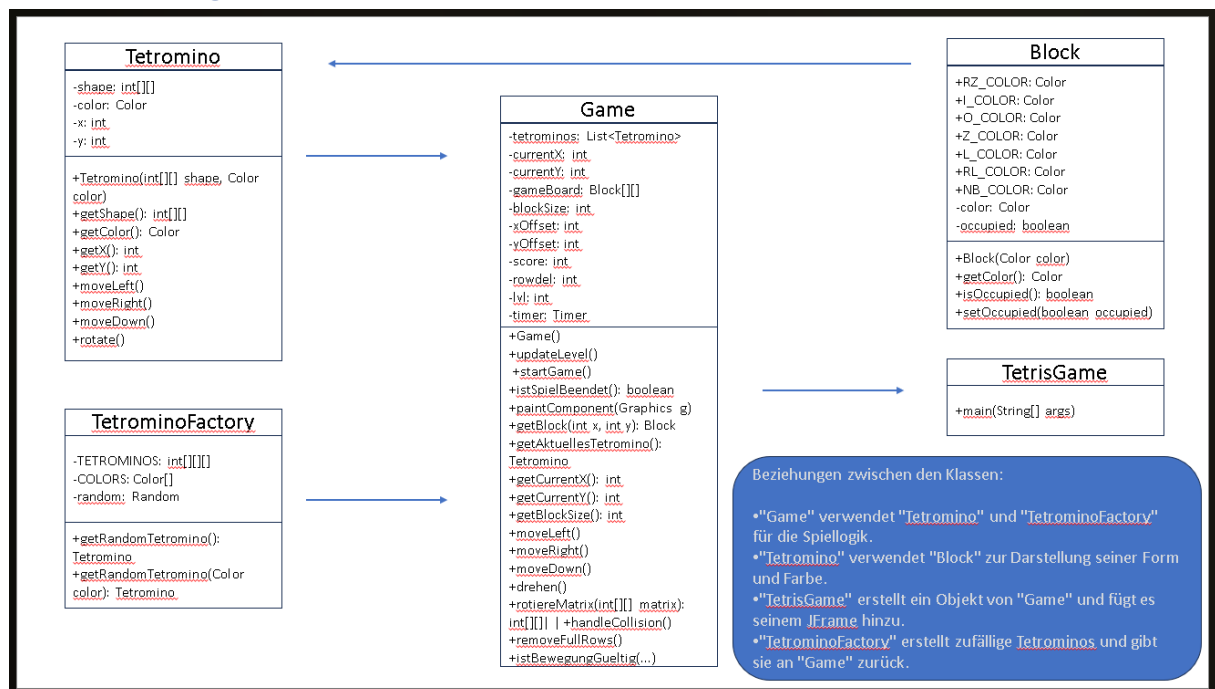 Tetromino
-shape: int[][]
-color: Color
-x: int
-y: int
+Tetromino(int[][] shape, Color
color)
+getShape(): int[][]
+getColor(): Color
+getX(): int
+getY(): int
+moveLeft()
+moveRight()
+moveDown()
+rotate()
TetrominoFactory
-TETROMINOS: int[][][]
-COLORS: Color[]
-random: Random
+getRandomTetromino():
Tetromino
+getRandomTetromino(Color
color): Tetromino
Game
-tetrominos: List<Tetromino>
-currentX: int
-currentY: int
-gameBoard: Block[][]
-blockSize: int
-xOffset: int
-yOffset: int
-score: int
-rowdel: int
-lvl: int
-timer: Timer
+Game()
+updateLevel()
+startGame()
+istSpielBeendet(): boolean
+paintComponent(Graphics g)
+getBlock(int x, int y): Block
+getAktuellesTetromino():
Tetromino
+getCurrentX(): int
+getCurrentY(): int
+getBlockSize(): int
+moveLeft()
+moveRight()
+moveDown()
+drehen()
+rotiereMatrix(int[][] matrix):
int[][]| | +handleCollision()
+removeFullRows()
+istBewegungGueltig(...)
Block
+RZ_COLOR: Color
+I_COLOR: Color
+O_COLOR: Color
+Z_COLOR: Color
+L_COLOR: Color
+RL_COLOR: Color
+NB_COLOR: Color
-color: Color
-occupied: boolean
+Block(Color color)
+getColor(): Color
+isOccupied(): boolean
+setOccupied(boolean occupied)
TetrisGame
+main(String[] args)
Beziehungen zwischen den Klassen:
•"Game" verwendet "Tetromino" und "TetrominoFactory"
für die Spiellogik.
•"Tetromino" verwendet "Block" zur Darstellung seiner Form
und Farbe.
•"TetrisGame" erstellt ein Objekt von "Game" und fügt es
seinem JFrame hinzu.
•"TetrominoFactory" erstellt zufällige Tetrominos und gibt
sie an "Game" zurück.